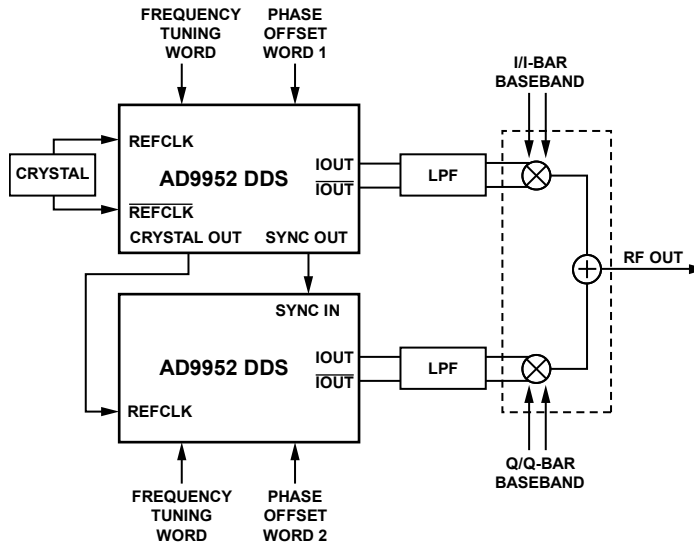 FREQUENCY
TUNING
WORD
PHASE
OFFSET
WORD 1
I/I-BAR
BASEBAND
REFCLK
CRYSTAL
AD9952 DDS
IOUT
IOUT
LPF
REFCLK
CRYSTAL OUT
SYNC OUT
RF OUT
SYNC IN
AD9952 DDS
IOUT
IOUT
LPF
REFCLK
Q/Q-BAR
BASEBAND
FREQUENCY
TUNING
WORD
PHASE
OFFSET
WORD 2